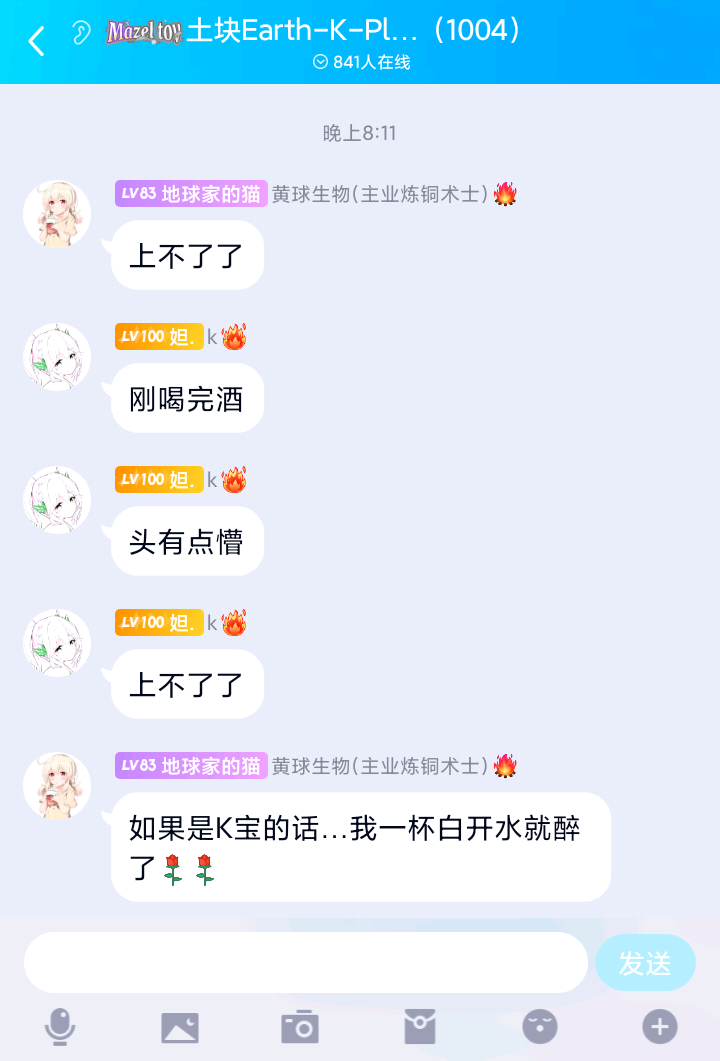 Mazel toy 土块Earth-K-Pl...（1004）
841人在线
晚上8:11
LV83 地球家的猫 黄球生物(主业炼铜术士)🔥
上不了了
LV100 妲. k🔥
刚喝完酒
LV100 妲. k🔥
头有点懵
LV100 妲. k🔥
上不了了
LV83 地球家的猫 黄球生物(主业炼铜术士)🔥
如果是K宝的话...我一杯白开水就醉
了🌹🌹
发送